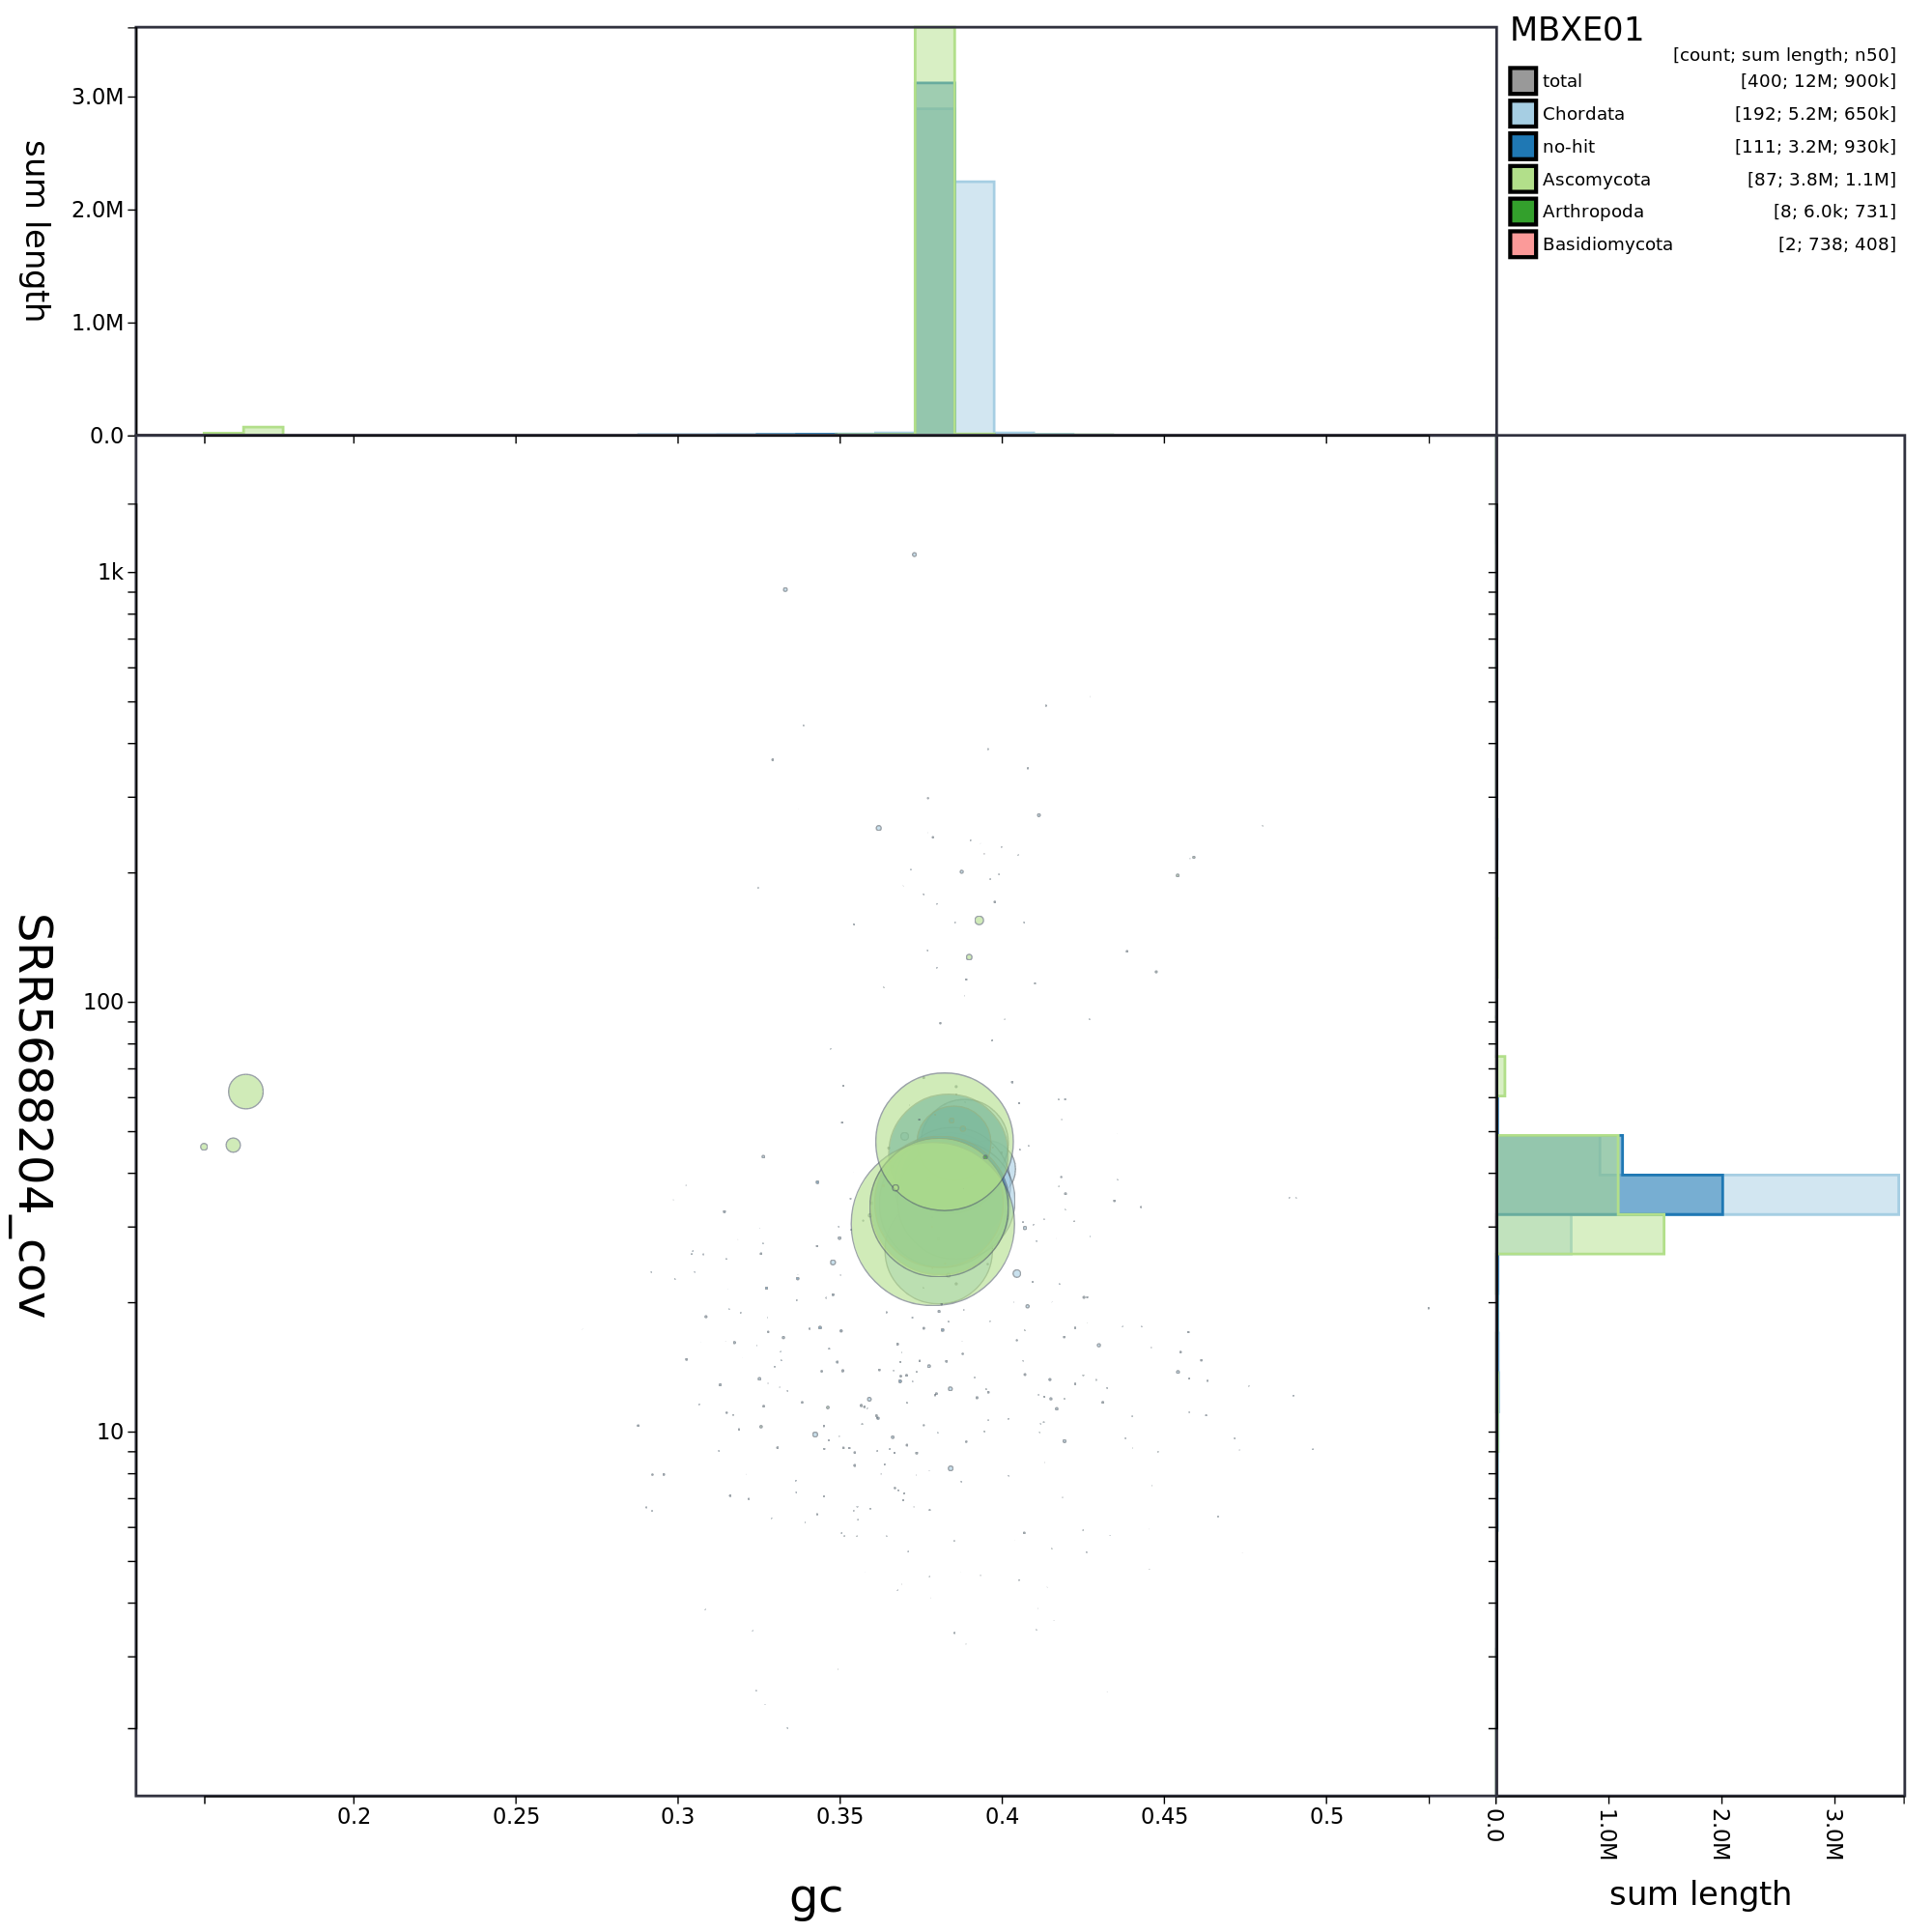 MBXE01
[count; sum length; n50]
total [400; 12M; 900k]
Chordata [192; 5.2M; 650k]
no-hit [111; 3.2M; 930k]
Ascomycota [87; 3.8M; 1.1M]
Arthropoda [8; 6.0k; 731]
Basidiomycota [2; 738; 408]
sum length
3.0M
2.0M
1.0M
0.0
SRR5688204_cov
1k
100
10
0.2 0.25 0.3 0.35 0.4 0.45 0.5
gc
0.0 1.0M 2.0M 3.0M
sum length